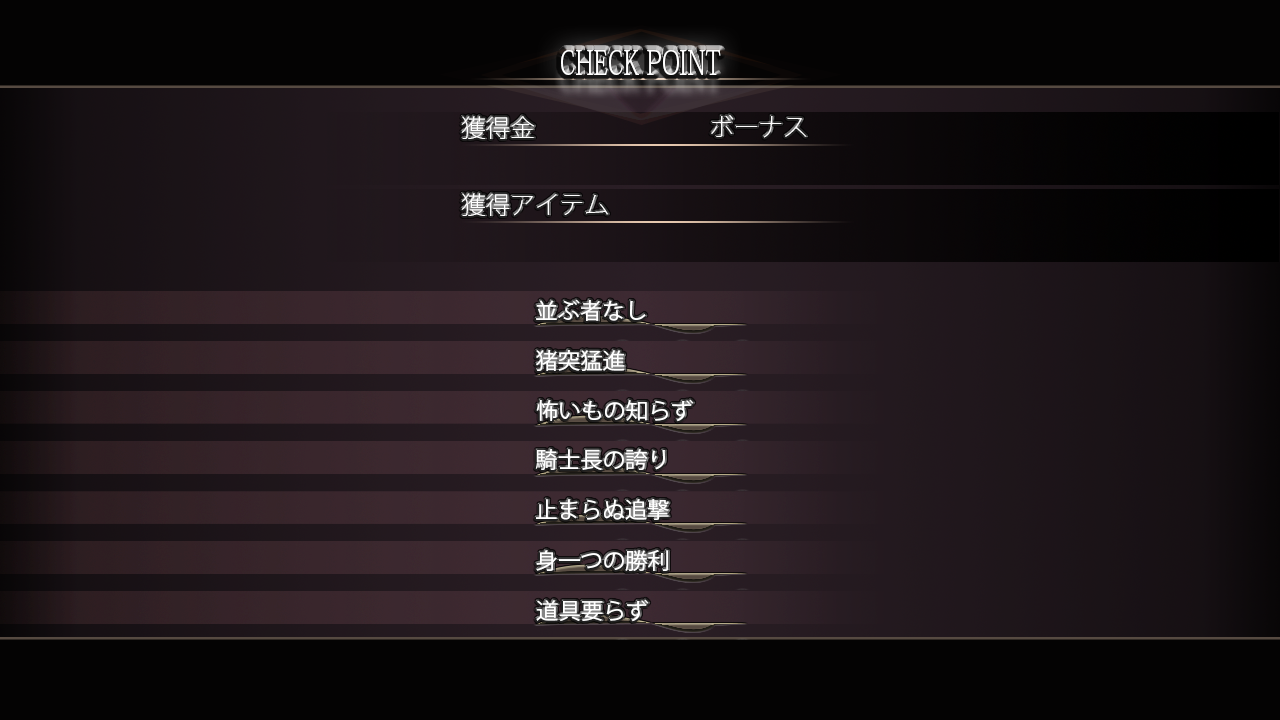 CHECK POINT
獲得金 ボーナス
獲得アイテム
並ぶ者なし
猪突猛進
怖いもの知らず
騎士長の誇り
止まらぬ追撃
身一つの勝利
道具要らず